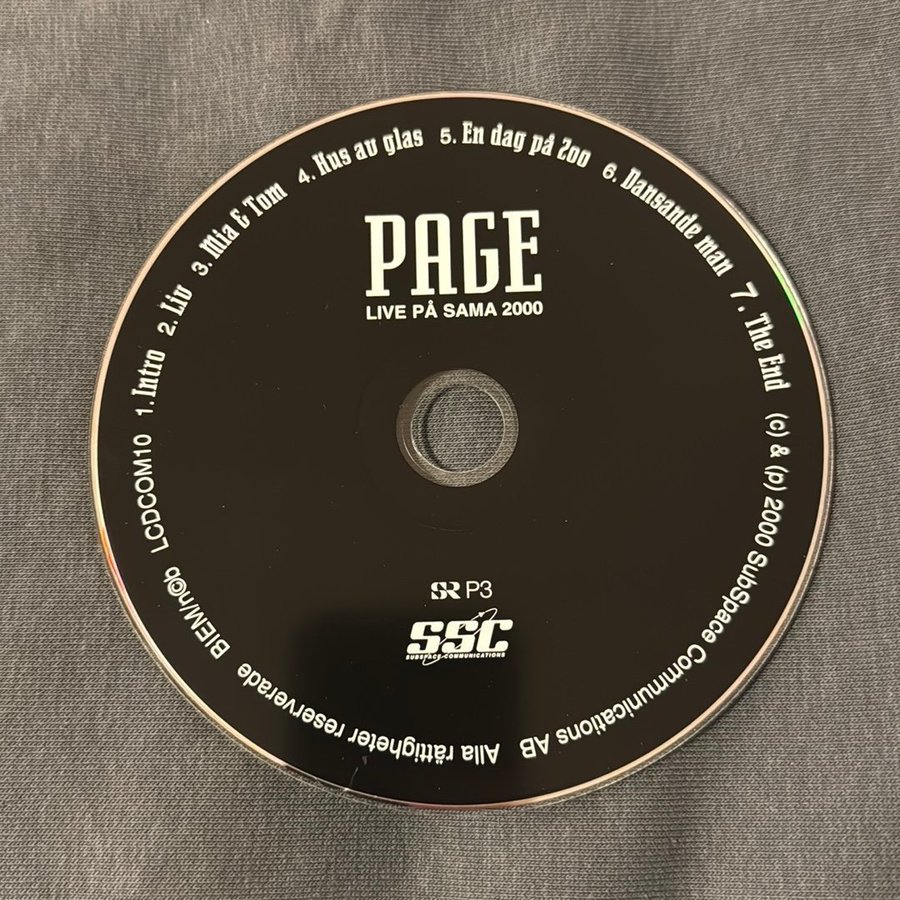 PAGE
LIVE PÅ SAMA 2000
1. Intro 2. Liv 3. Mia & Tom 4. Hus av glas 5. En dag på Zoo 6. Dansande man 7. The End (c) & (p) 2000 SubSpace Communications AB Alla rättigheter reserverade BIEM/n©b LCDCOM10
SR P3
SSC
SUBSPACE COMMUNICATIONS